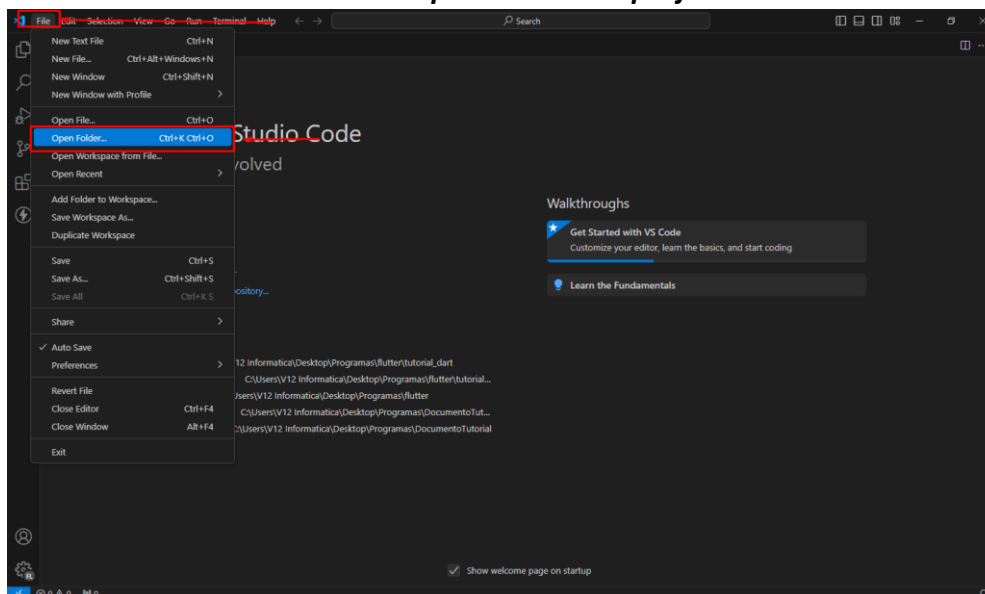 File Edit Selection View Go Run Terminal Help
Search
New Text File Ctrl+N
New File... Ctrl+Alt+Windows+N
New Window Ctrl+Shift+N
New Window with Profile
Open File... Ctrl+O
Open Folder... Ctrl+K Ctrl+O
Open Workspace from File...
Open Recent
Add Folder to Workspace...
Save Workspace As...
Duplicate Workspace
Save Ctrl+S
Save As... Ctrl+Shift+S
Save All Ctrl+K S
Share
Auto Save
Preferences
Revert File
Close Editor Ctrl+F4
Close Window Alt+F4
Exit
Studio Code
volved
ository...
12 Informatica\Desktop\Programas\flutter\tutorial_dart
C:\Users\V12 Informatica\Desktop\Programas\flutter\tutorial...
Users\V12 Informatica\Desktop\Programas\flutter
C:\Users\V12 Informatica\Desktop\Programas\DocumentoTut...
C:\Users\V12 Informatica\Desktop\Programas\DocumentoTutorial
Walkthroughs
Get Started with VS Code
Customize your editor, learn the basics, and start coding
Learn the Fundamentals
FL
Show welcome page on startup